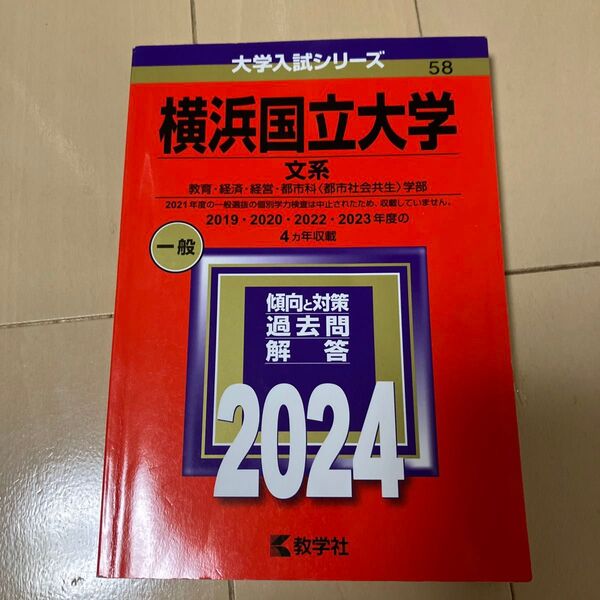 大学入試シリーズ
58
横浜国立大学
文系
教育・経済・経営・都市科〈都市社会共生〉学部
2021年度の一般選抜の個別学力検査は中止されたため、収載していません。
2019・2020・2022・2023年度の
4ヵ年収載
一般
傾向と対策
過去問
解答
2024
教学社